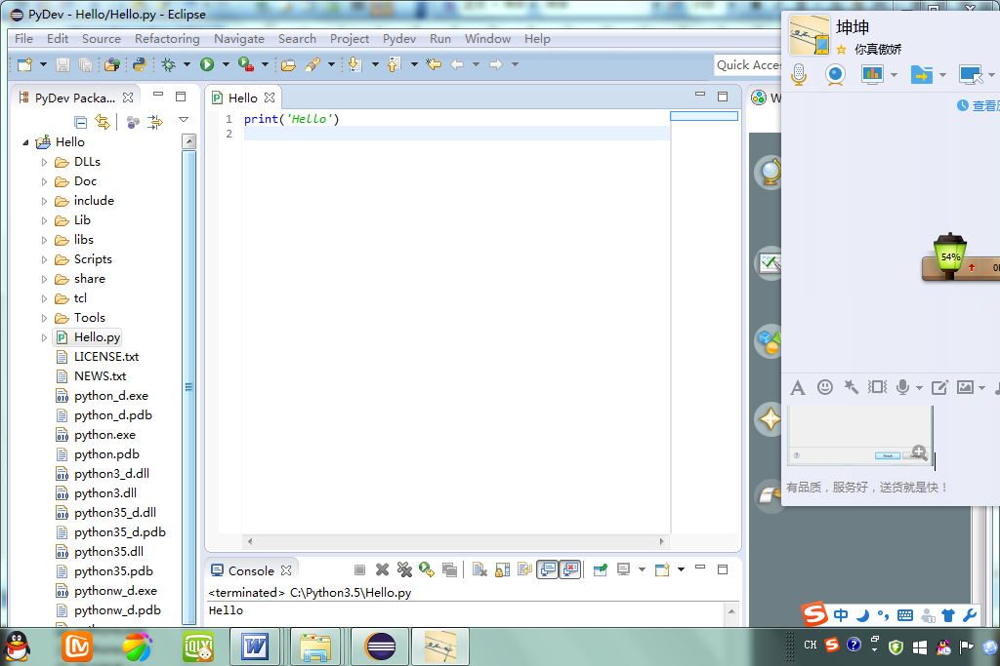 PyDev - Hello/Hello.py - Eclipse
File Edit Source Refactoring Navigate Search Project Pydev Run Window Help
Quick Acce
PyDev Packa...
Hello
W
1 print('Hello')
2
Hello
DLLs
Doc
include
Lib
libs
Scripts
share
tcl
Tools
Hello.py
LICENSE.txt
NEWS.txt
python_d.exe
python_d.pdb
python.exe
python.pdb
python3_d.dll
python3.dll
python35_d.dll
python35_d.pdb
python35.dll
python35.pdb
pythonw_d.exe
pythonw_d.pdb
Console
<terminated> C:\Python3.5\Hello.py
Hello
坤坤
你真傲娇
查看
54%
有品质，服务好，送货就是快！
中
iQIYI
W
CH